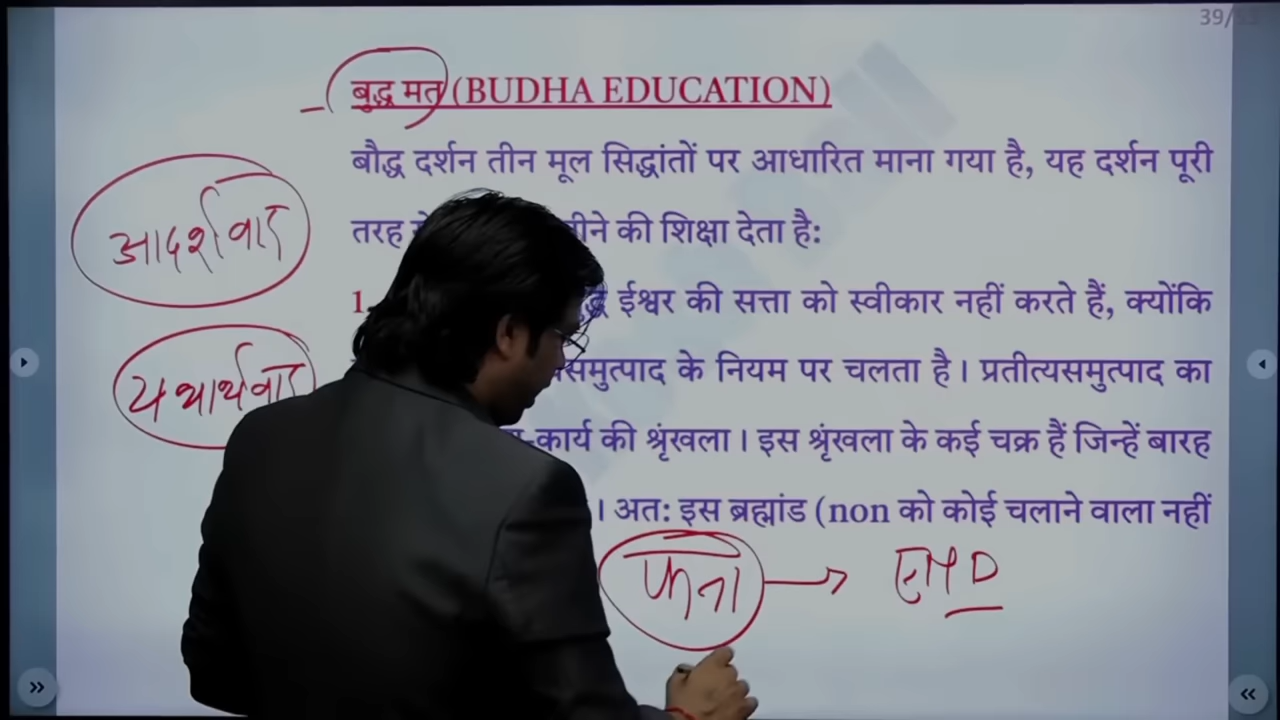 39/53
बुद्ध मत (BUDHA EDUCATION)
बौद्ध दर्शन तीन मूल सिद्धांतों पर आधारित माना गया है, यह दर्शन पूरी
आदर्शवाद
तरह की शिक्षा देता है:
1. ईश्वर की सत्ता को स्वीकार नहीं करते हैं, क्योंकि
यथार्थवाद
के नियम पर चलता है। प्रतीत्यसमुत्पाद का
-कार्य की श्रृंखला। इस श्रृंखला के कई चक्र हैं जिन्हें बारह
। अत: इस ब्रह्मांड (non को कोई चलाने वाला नहीं